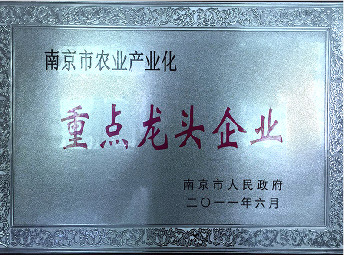 南京市农业产业化
重点龙头企业
南京市人民政府
二〇一一年六月